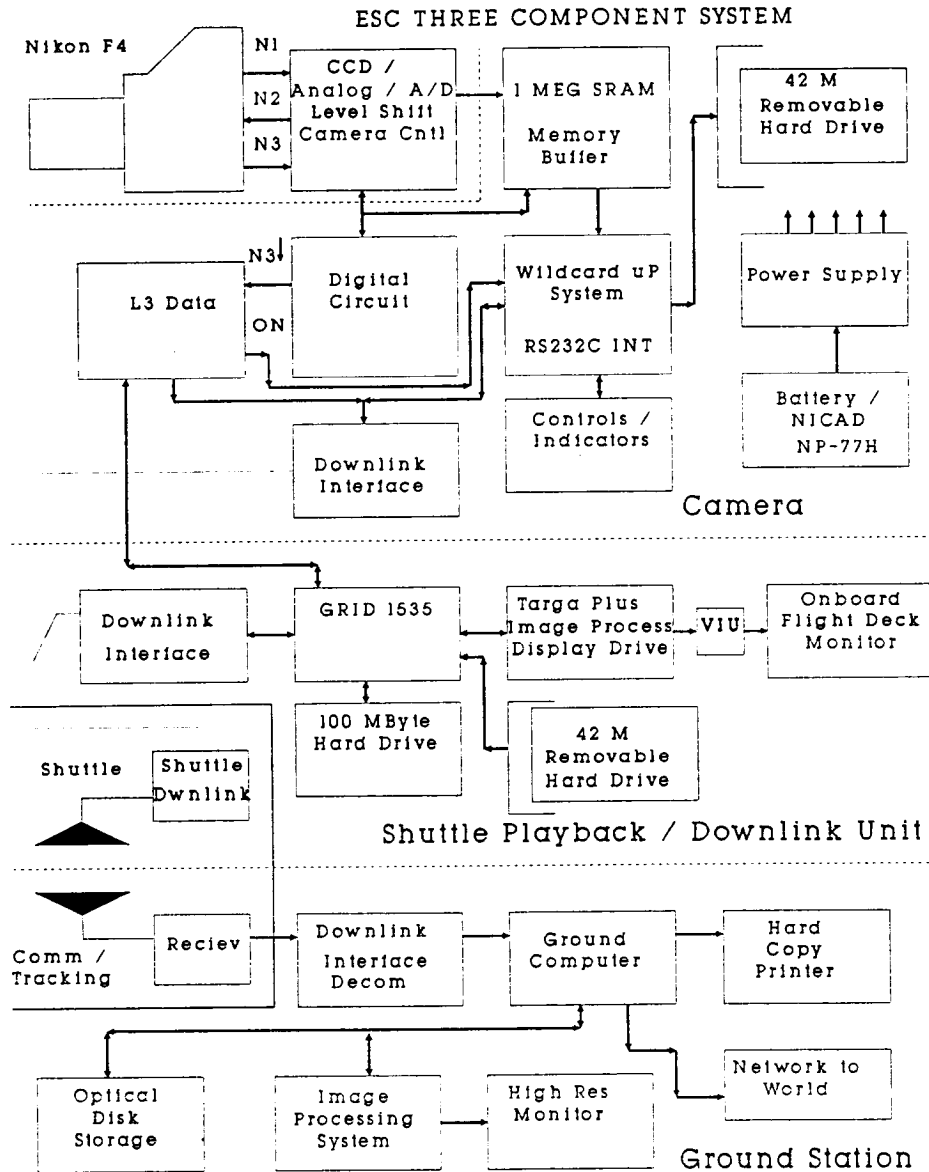 ESC THREE COMPONENT SYSTEM
Nikon F4
N1
N2
N3
CCD /
Analog / A/D
Level Shift
Camera Cntl
1 MEG SRAM
Memory
Buffer
42 M
Removable
Hard Drive
L3 Data
N3
ON
Digital
Circuit
Wildcard uP
System
RS232C INT
Power Supply
Controls /
Indicators
Battery /
NICAD
NP-77H
Downlink
Interface
Camera
Downlink
Interface
GRID 1535
Targa Plus
Image Process
Display Drive
VIU
Onboard
Flight Deck
Monitor
100 MByte
Hard Drive
42 M
Removable
Hard Drive
Shuttle
Shuttle
Dwnlink
Shuttle Playback / Downlink Unit
Comm /
Tracking
Reciev
Downlink
Interface
Decom
Ground
Computer
Hard
Copy
Printer
Optical
Disk
Storage
Image
Processing
System
High Res
Monitor
Network to
World
Ground Station